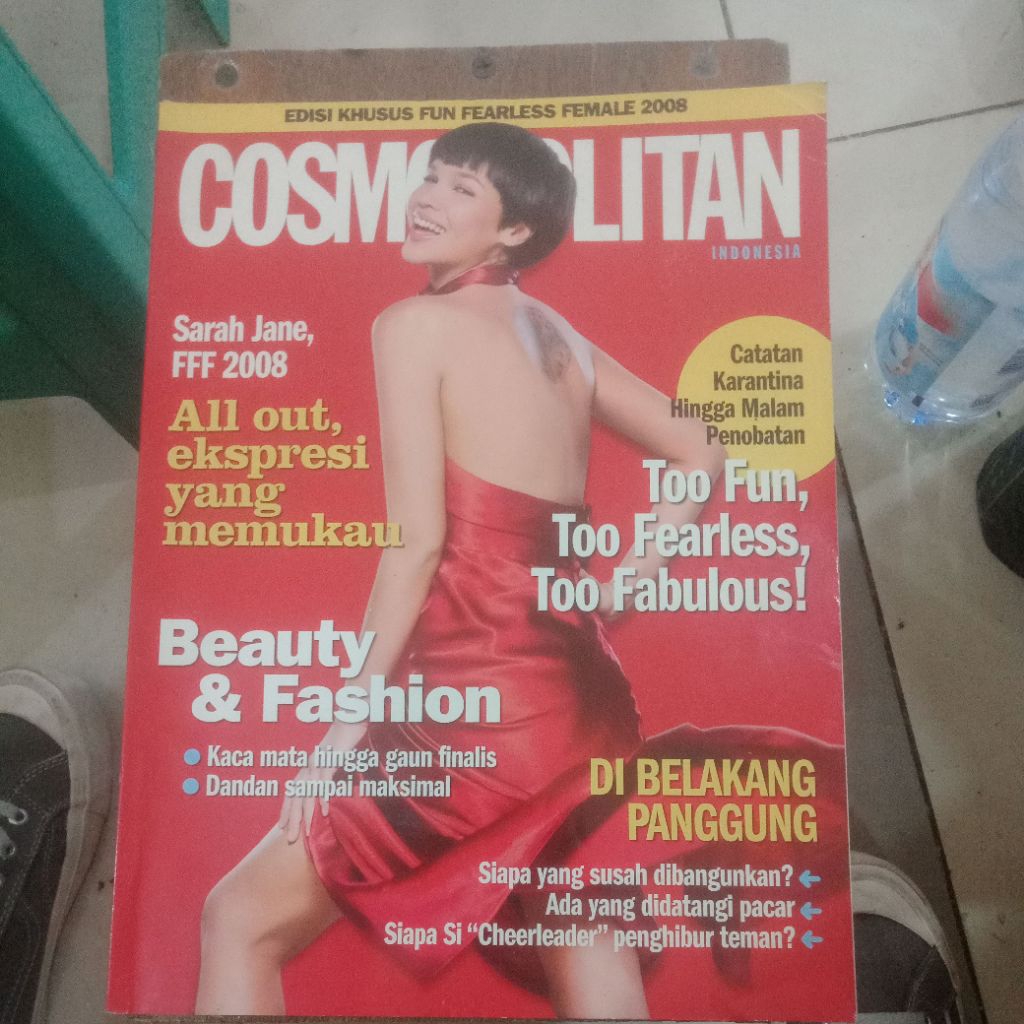 EDISI KHUSUS FUN FEARLESS FEMALE 2008
COSMOPOLITAN
INDONESIA
Sarah Jane,
FFF 2008
All out,
ekspresi
yang
memukau
Catatan
Karantina
Hingga Malam
Penobatan
Too Fun,
Too Fearless,
Too Fabulous!
Beauty
& Fashion
Kaca mata hingga gaun finalis
Dandan sampai maksimal
DI BELAKANG
PANGGUNG
Siapa yang susah dibangunkan?
Ada yang didatangi pacar
Siapa Si “Cheerleader” penghibur teman?